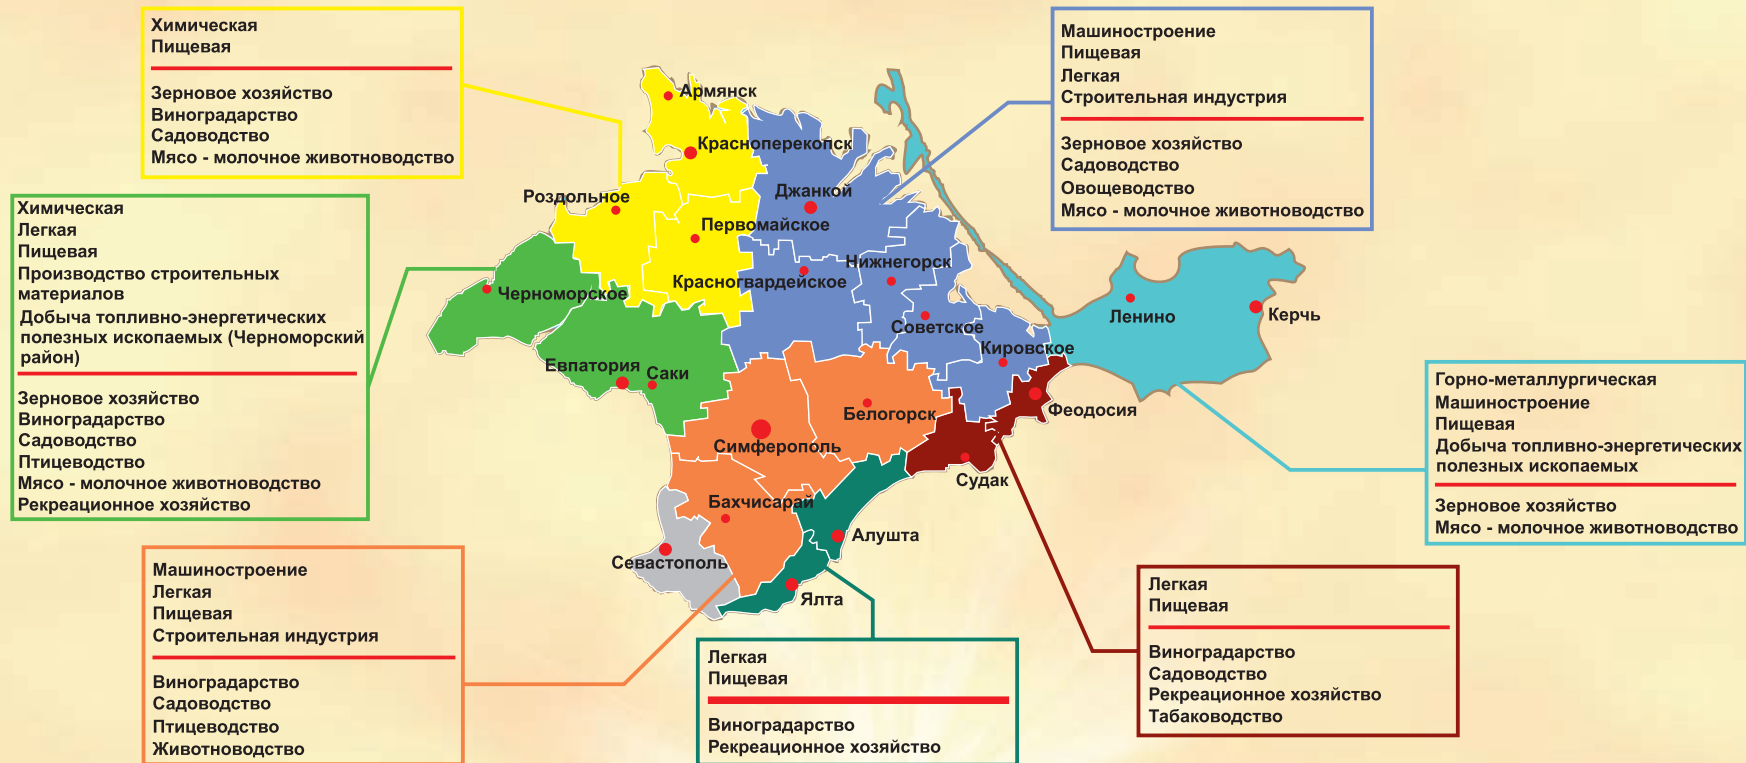 Химическая
Пищевая
Зерновое хозяйство
Виноградарство
Садоводство
Мясо - молочное животноводство
Химическая
Легкая
Пищевая
Производство строительных
материалов
Добыча топливно-энергетических
полезных ископаемых (Черноморский
район)
Зерновое хозяйство
Виноградарство
Садоводство
Птицеводство
Мясо - молочное животноводство
Рекреационное хозяйство
Машиностроение
Легкая
Пищевая
Строительная индустрия
Виноградарство
Садоводство
Птицеводство
Животноводство
Армянск
Красноперекопск
Роздольное
Джанкой
Первомайское
Нижнегорск
Красногвардейское
Черноморское
Советское
Кировское
Ленино
Керчь
Евпатория
Саки
Белогорск
Феодосия
Симферополь
Судак
Бахчисарай
Алушта
Севастополь
Ялта
Машиностроение
Пищевая
Легкая
Строительная индустрия
Зерновое хозяйство
Садоводство
Овощеводство
Мясо - молочное животноводство
Горно-металлургическая
Машиностроение
Пищевая
Добыча топливно-энергетических
полезных ископаемых
Зерновое хозяйство
Мясо - молочное животноводство
Легкая
Пищевая
Виноградарство
Рекреационное хозяйство
Легкая
Пищевая
Виноградарство
Садоводство
Рекреационное хозяйство
Табаководство